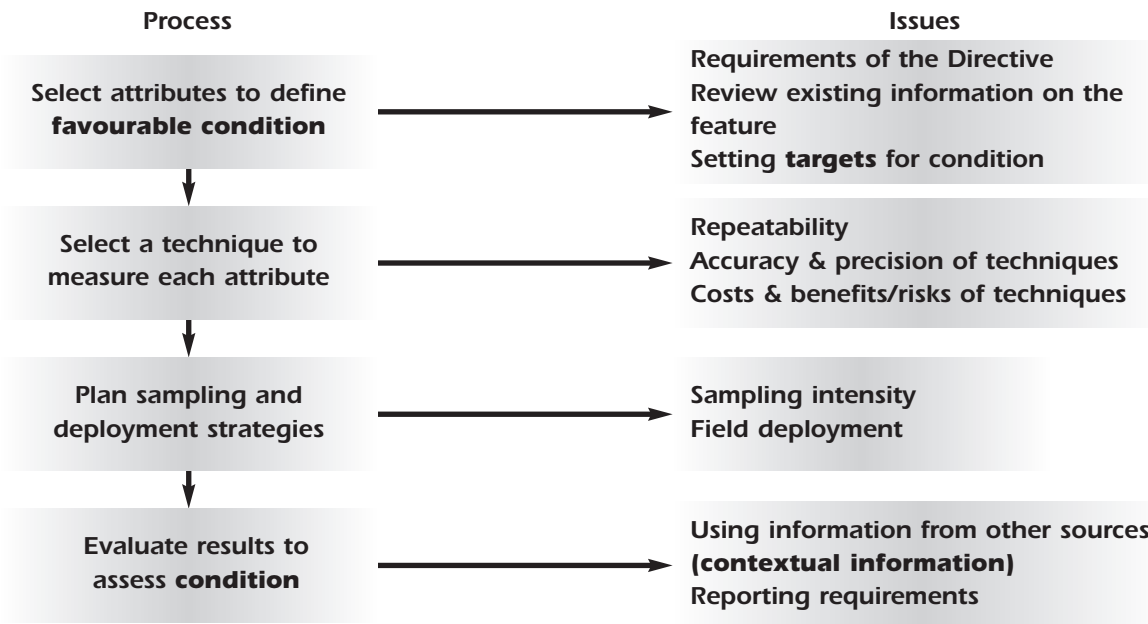 Process
Issues
Select attributes to define
favourable condition
Requirements of the Directive
Review existing information on the
feature
Setting targets for condition
Select a technique to
measure each attribute
Repeatability
Accuracy & precision of techniques
Costs & benefits/risks of techniques
Plan sampling and
deployment strategies
Sampling intensity
Field deployment
Evaluate results to
assess condition
Using information from other sources
(contextual information)
Reporting requirements